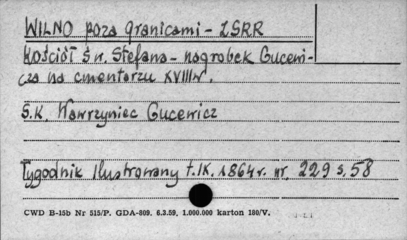 WILNO poza granicami - ZSRR
Kościół św. Stefana - nagrobek Gucewi-
cza na cmentarzu XVIIIw.
S.K. Wawrzyniec Gucewicz
Tygodnik Ilustrowany t.IX. 1864 r. nr. 229 s. 58
CWD B-15b Nr 515/P. GDA-809. 6.3.59. 1.000.000 karton 180/V.